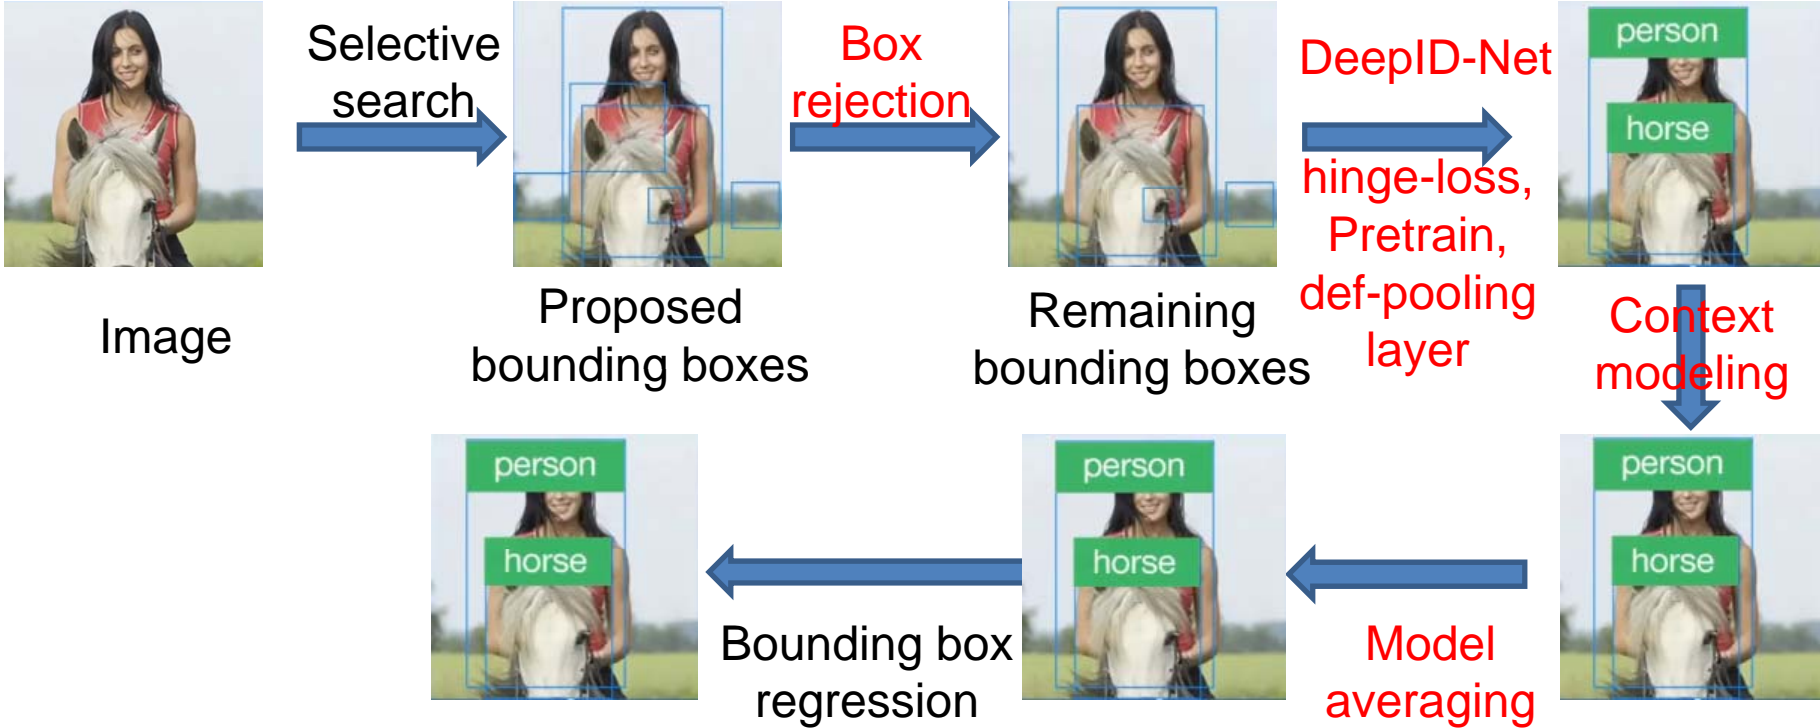 Selective
search
Box
rejection
DeepID-Net
hinge-loss,
Pretrain,
def-pooling
layer
person
horse
Image
Proposed
bounding boxes
Remaining
bounding boxes
Context
modeling
person
horse
person
horse
person
horse
Bounding box
regression
Model
averaging